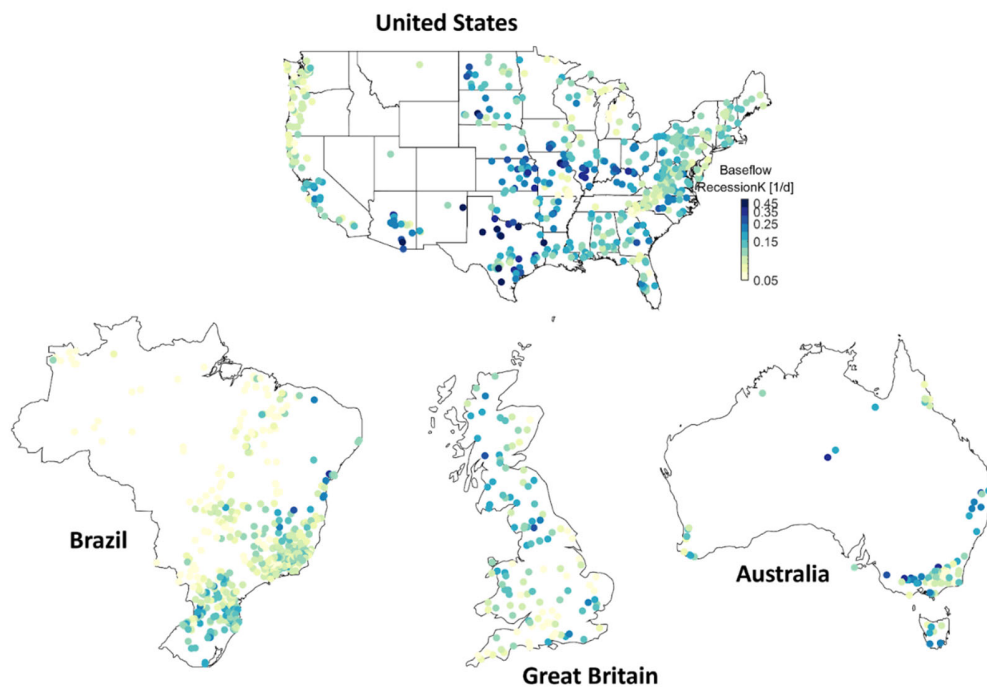 United States
Baseflow
RecessionK [1/d]
0.45
0.35
0.25
0.15
0.05
Brazil
Australia
Great Britain